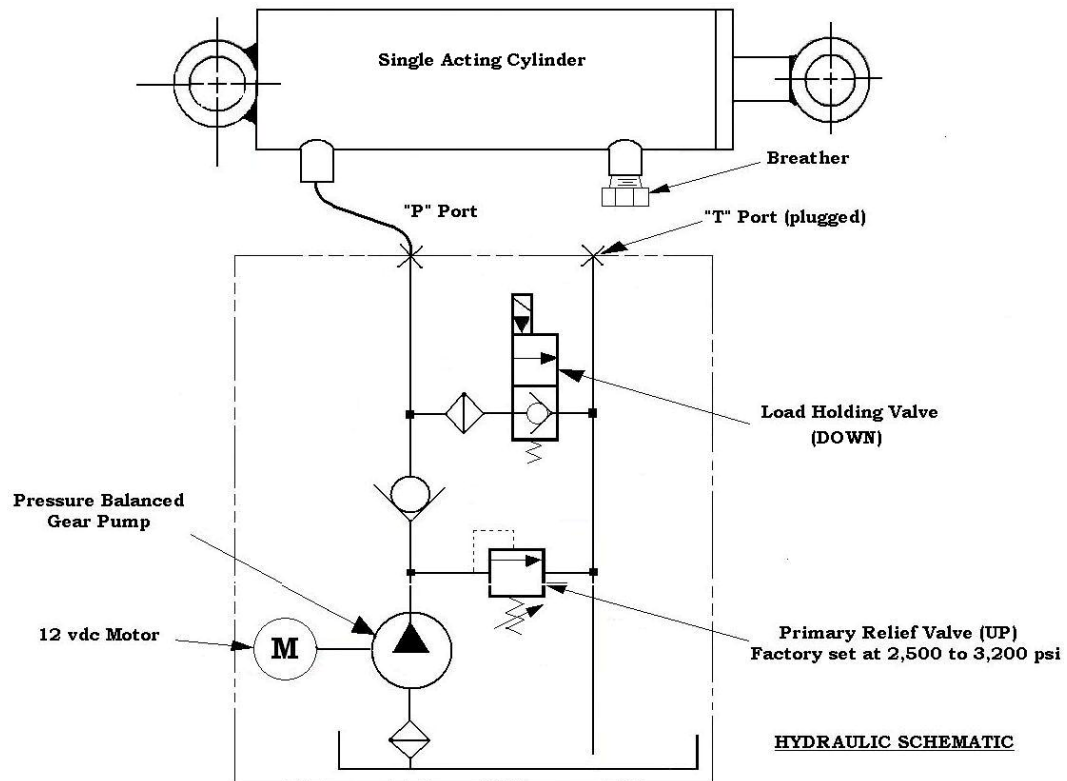 Single Acting Cylinder
Breather
"P" Port
"T" Port (plugged)
Load Holding Valve
(DOWN)
Pressure Balanced
Gear Pump
12 vdc Motor
M
Primary Relief Valve (UP)
Factory set at 2,500 to 3,200 psi
HYDRAULIC SCHEMATIC